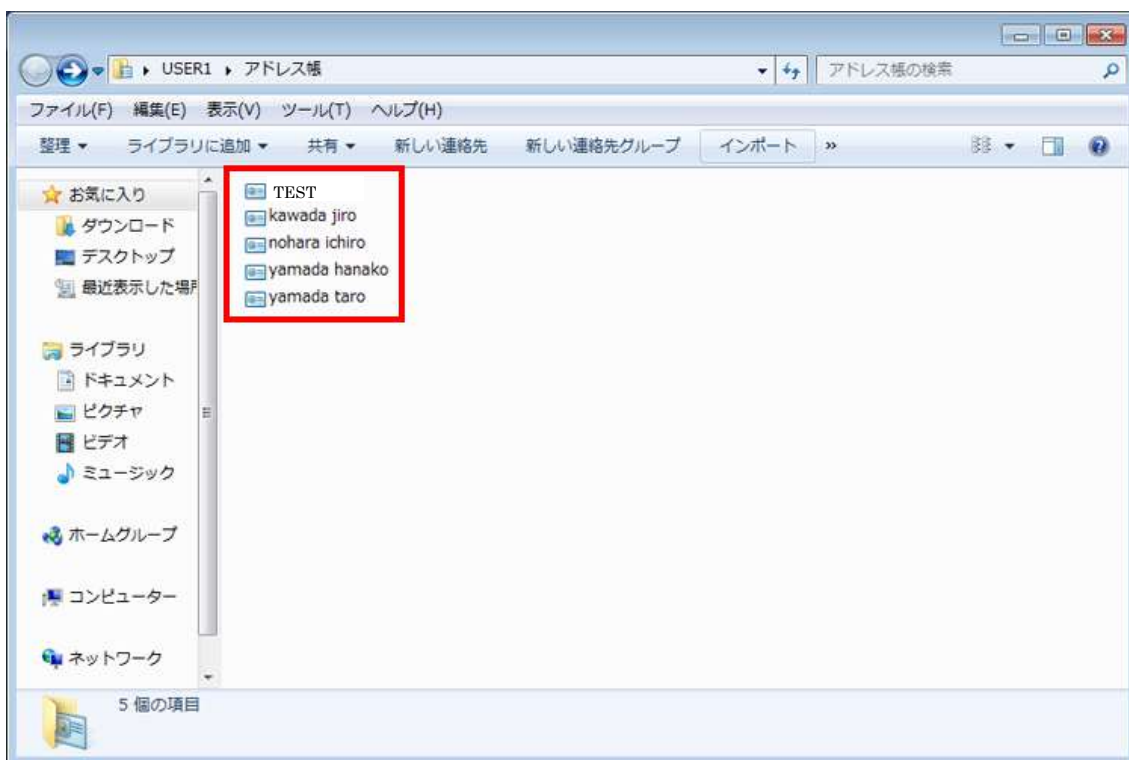 USER1 アドレス帳 アドレス帳の検索
ファイル(F) 編集(E) 表示(V) ツール(T) ヘルプ(H)
整理 ライブラリに追加 共有 新しい連絡先 新しい連絡先グループ インポート »
お気に入り
ダウンロード
デスクトップ
最近表示した場所
ライブラリ
ドキュメント
ピクチャ
ビデオ
ミュージック
ホームグループ
コンピューター
ネットワーク
TEST
kawada jiro
nohara ichiro
yamada hanako
yamada taro
5 個の項目